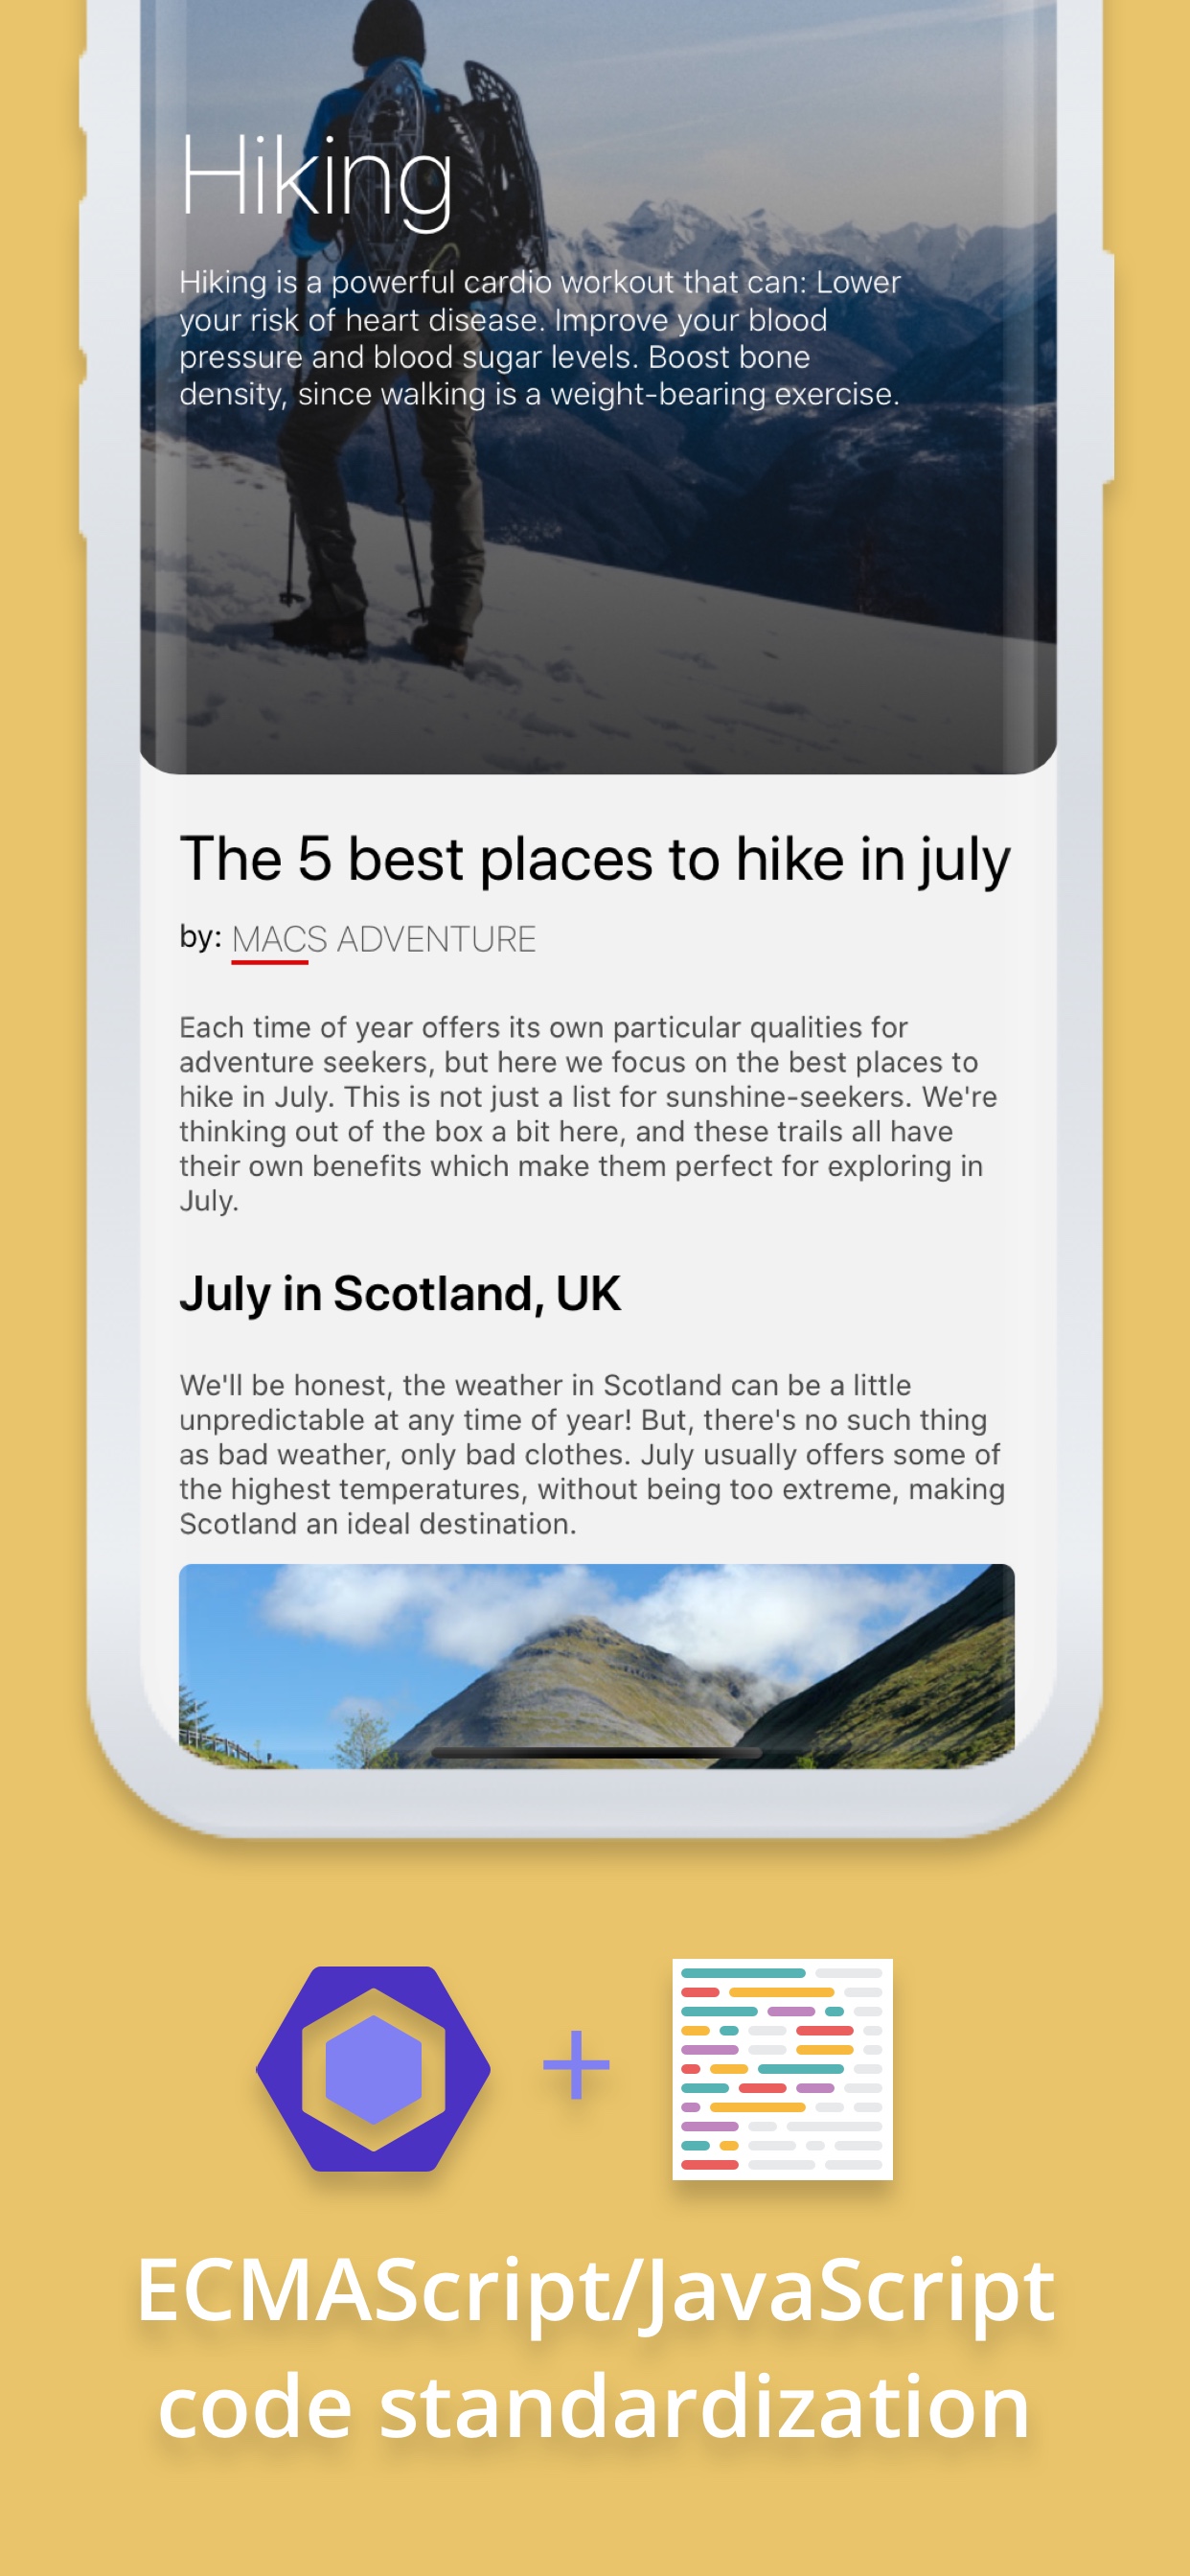 Hiking
Hiking is a powerful cardio workout that can: Lower
your risk of heart disease. Improve your blood
pressure and blood sugar levels. Boost bone
density, since walking is a weight-bearing exercise.
The 5 best places to hike in july
by: MACS ADVENTURE
Each time of year offers its own particular qualities for
adventure seekers, but here we focus on the best places to
hike in July. This is not just a list for sunshine-seekers. We're
thinking out of the box a bit here, and these trails all have
their own benefits which make them perfect for exploring in
July.
July in Scotland, UK
We'll be honest, the weather in Scotland can be a little
unpredictable at any time of year! But, there's no such thing
as bad weather, only bad clothes. July usually offers some of
the highest temperatures, without being too extreme, making
Scotland an ideal destination.
+
ECMAScript/JavaScript
code standardization